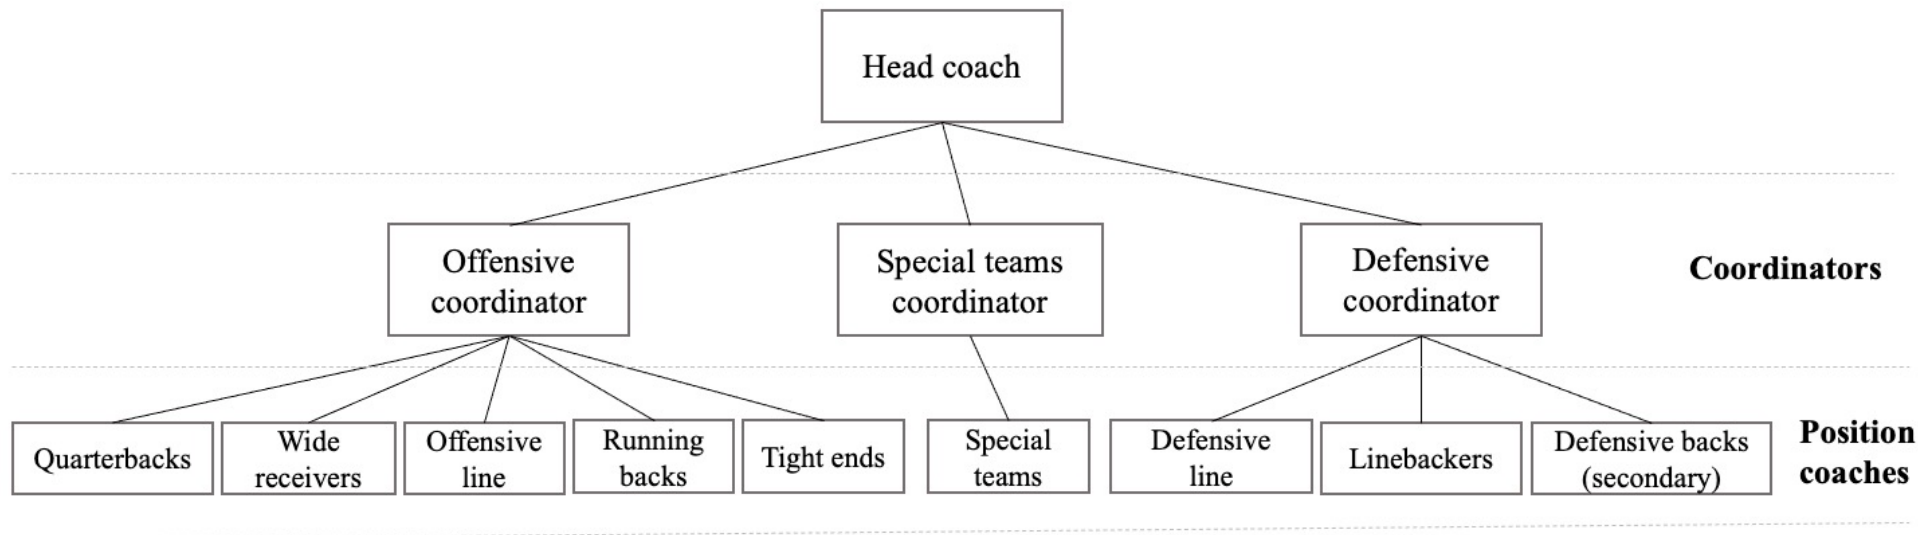 Head coach
Offensive
coordinator
Special teams
coordinator
Defensive
coordinator
Coordinators
Quarterbacks
Wide
receivers
Offensive
line
Running
backs
Tight ends
Special
teams
Defensive
line
Linebackers
Defensive backs
(secondary)
Position
coaches